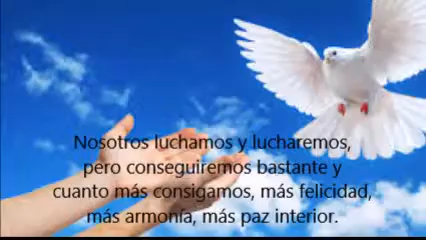 Nosotros luchamos y lucharemos,
pero conseguiremos bastante y
cuanto más consigamos, más felicidad,
más armonía, más paz interior.